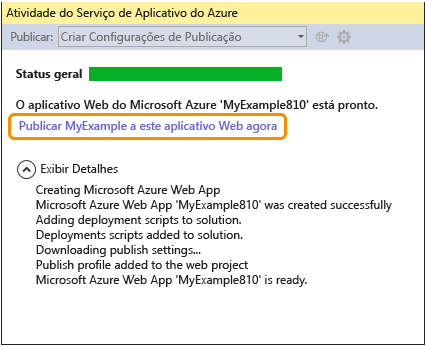 Atividade do Serviço de Aplicativo do Azure
Publicar: Criar Configurações de Publicação
Status geral
O aplicativo Web do Microsoft Azure 'MyExample810' está pronto.
Publicar MyExample a este aplicativo Web agora
Exibir Detalhes
Creating Microsoft Azure Web App
Microsoft Azure Web App 'MyExample810' was created successfully
Adding deployment scripts to solution.
Deployments scripts added to solution.
Downloading publish settings...
Publish profile added to the web project
Microsoft Azure Web App 'MyExample810' is ready.